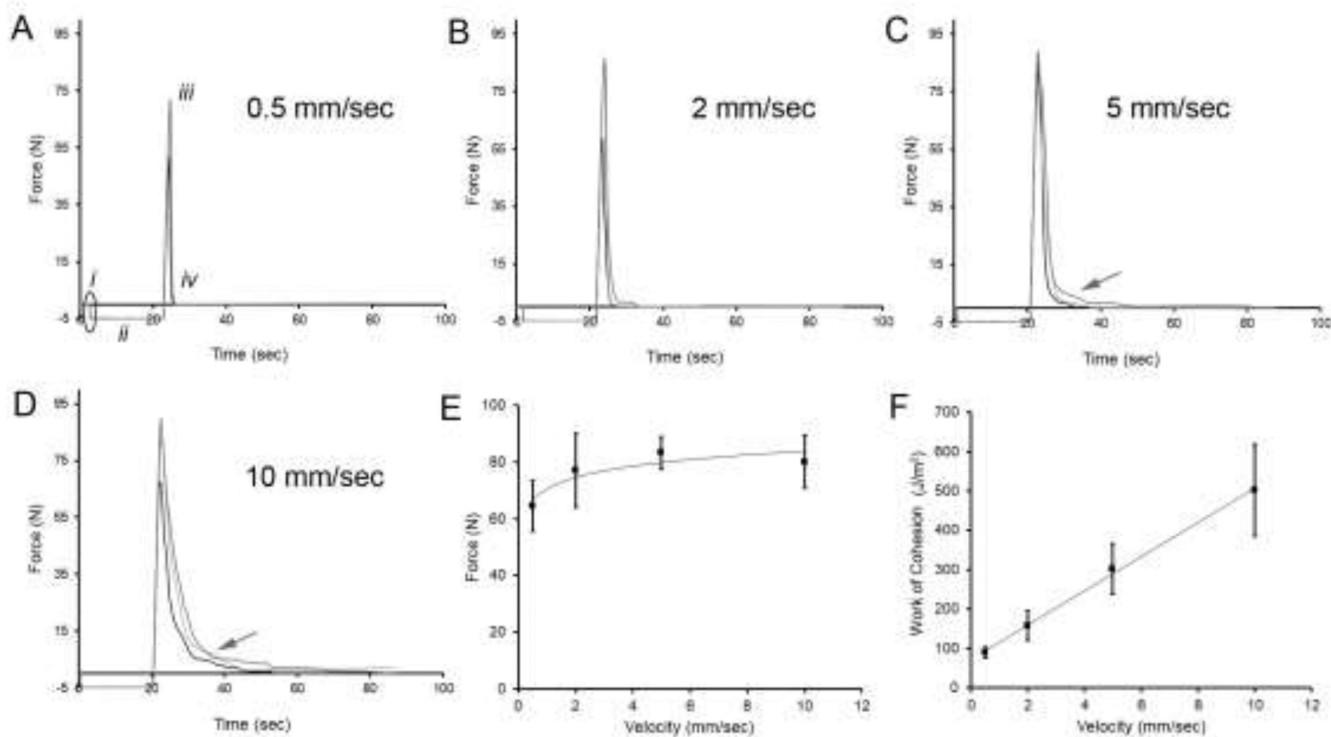 A
95
75
55
35
15
-5
Force (N)
0.5 mm/sec
i
ii
iii
iv
0
20
40
60
80
100
Time (sec)
B
95
75
55
35
15
-5
Force (N)
2 mm/sec
0
20
40
60
80
100
Time (sec)
C
95
75
55
35
15
-5
Force (N)
5 mm/sec
0
20
40
60
80
100
Time (sec)
D
95
75
55
35
15
-5
Force (N)
10 mm/sec
0
20
40
60
80
100
Time (sec)
E
100
80
60
40
20
0
Force (N)
0
2
4
6
8
10
12
Velocity (mm/sec)
F
700
600
500
400
300
200
100
0
Work of Cohesion (J/m²)
0
2
4
6
8
10
12
Velocity (mm/sec)